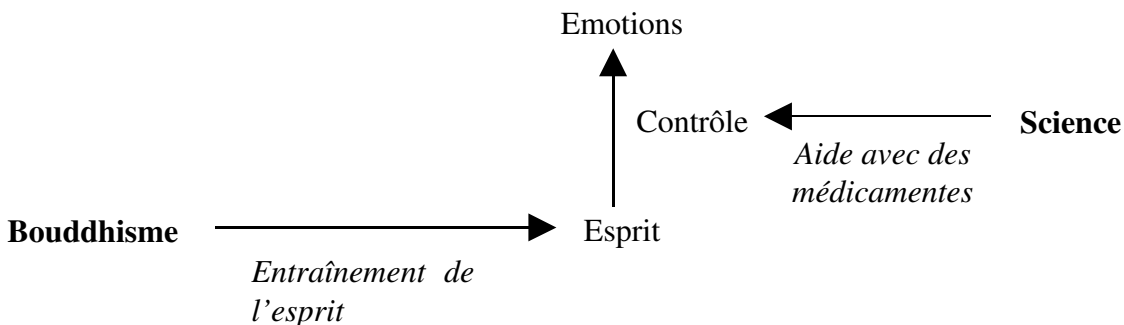 Emotions
Contrôle
Science
Aide avec des
médicamentes
Bouddhisme
Esprit
Entraînement de
l'esprit